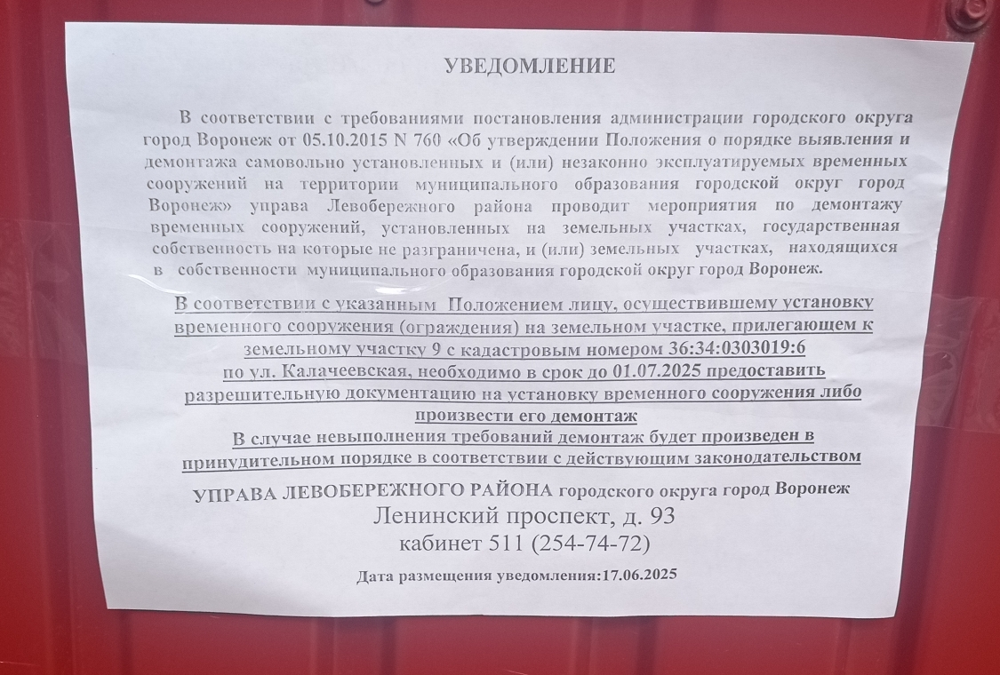 УВЕДОМЛЕНИЕ
В соответствии с требованиями постановления администрации городского округа
город Воронеж от 05.10.2015 N 760 «Об утверждении Положения о порядке выявления и
демонтажа самовольно установленных и (или) незаконно эксплуатируемых временных
сооружений на территории муниципального образования городской округ город
Воронеж» управа Левобережного района проводит мероприятия по демонтажу
временных сооружений, установленных на земельных участках, государственная
собственность на которые не разграничена, и (или) земельных участках, находящихся
в собственности муниципального образования городской округ город Воронеж.
В соответствии с указанным Положением лицу, осуществившему установку
временного сооружения (ограждения) на земельном участке, прилегающем к
земельному участку 9 с кадастровым номером 36:34:0303019:6
по ул. Калачеевская, необходимо в срок до 01.07.2025 предоставить
разрешительную документацию на установку временного сооружения либо
произвести его демонтаж
В случае невыполнения требований демонтаж будет произведен в
принудительном порядке в соответствии с действующим законодательством
УПРАВА ЛЕВОБЕРЕЖНОГО РАЙОНА городского округа город Воронеж
Ленинский проспект, д. 93
кабинет 511 (254-74-72)
Дата размещения уведомления:17.06.2025